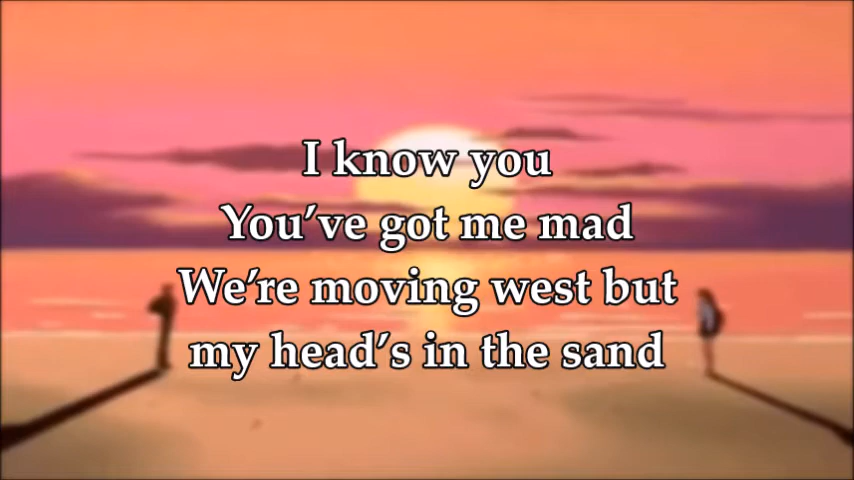 I know you
You’ve got me mad
We’re moving west but
my head’s in the sand